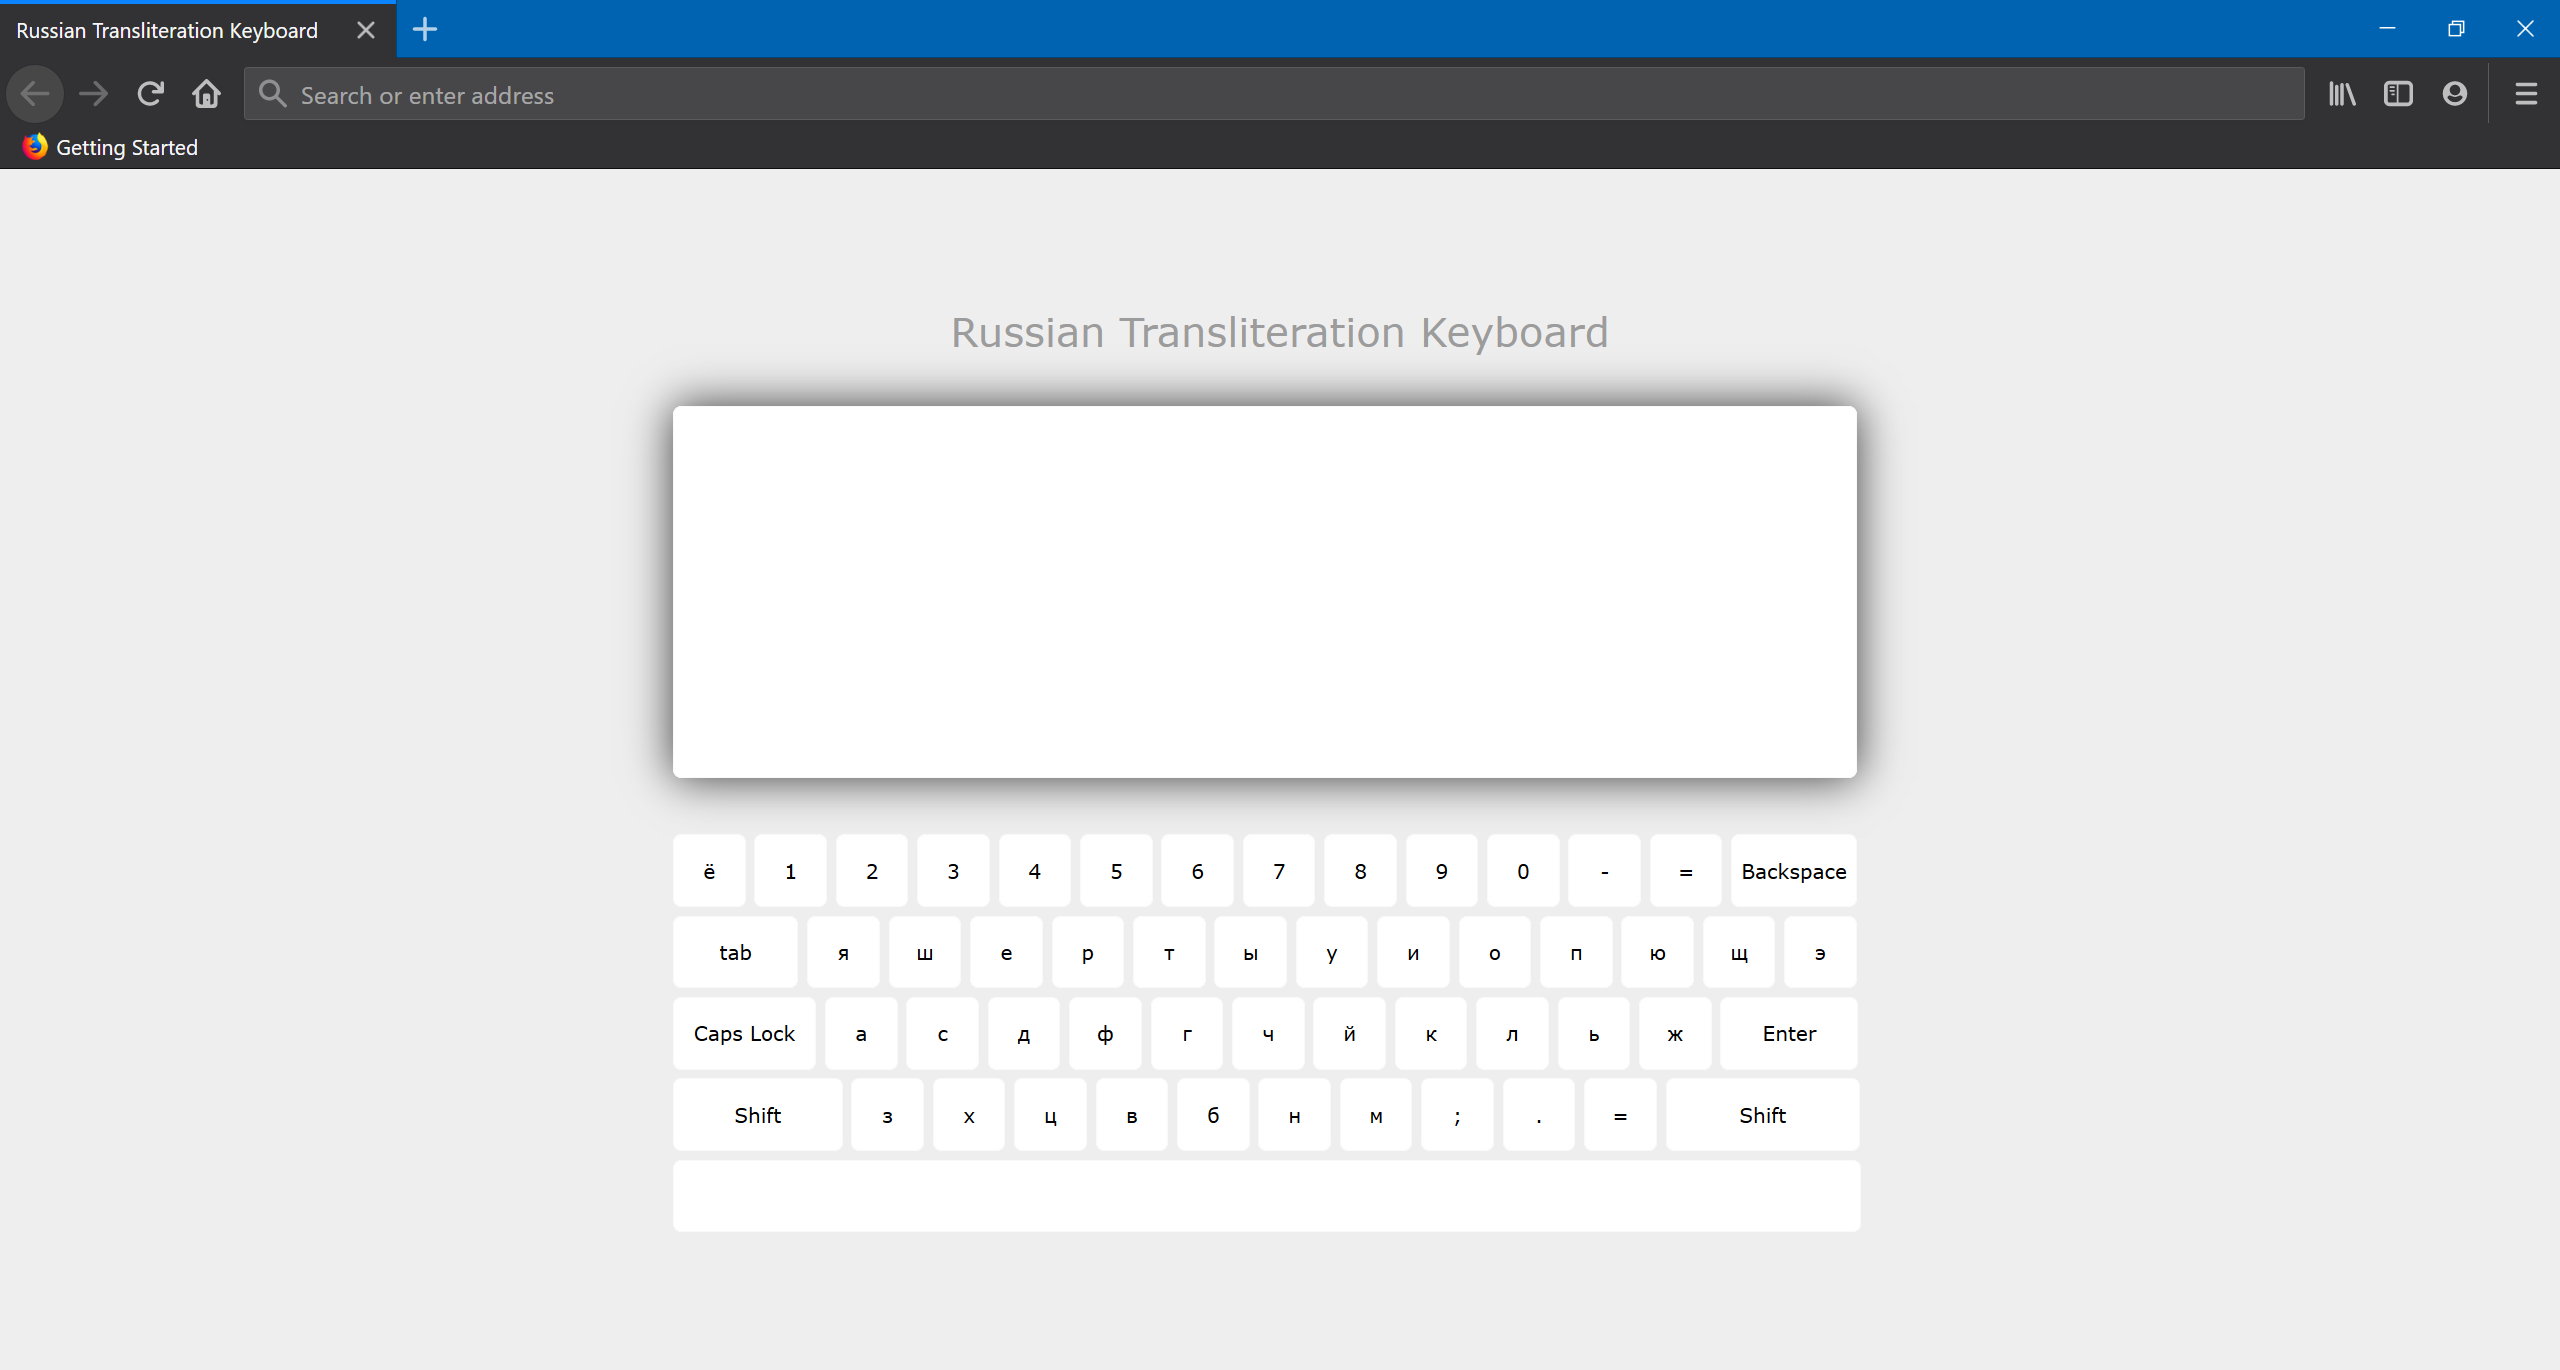 Russian Transliteration Keyboard
Search or enter address
Getting Started
Russian Transliteration Keyboard
ё 1 2 3 4 5 6 7 8 9 0 - = Backspace
tab я ш е р т ы у и о п ю щ э
Caps Lock а с д ф г ч й к л ь ж Enter
Shift з х ц в б н м ; . = Shift